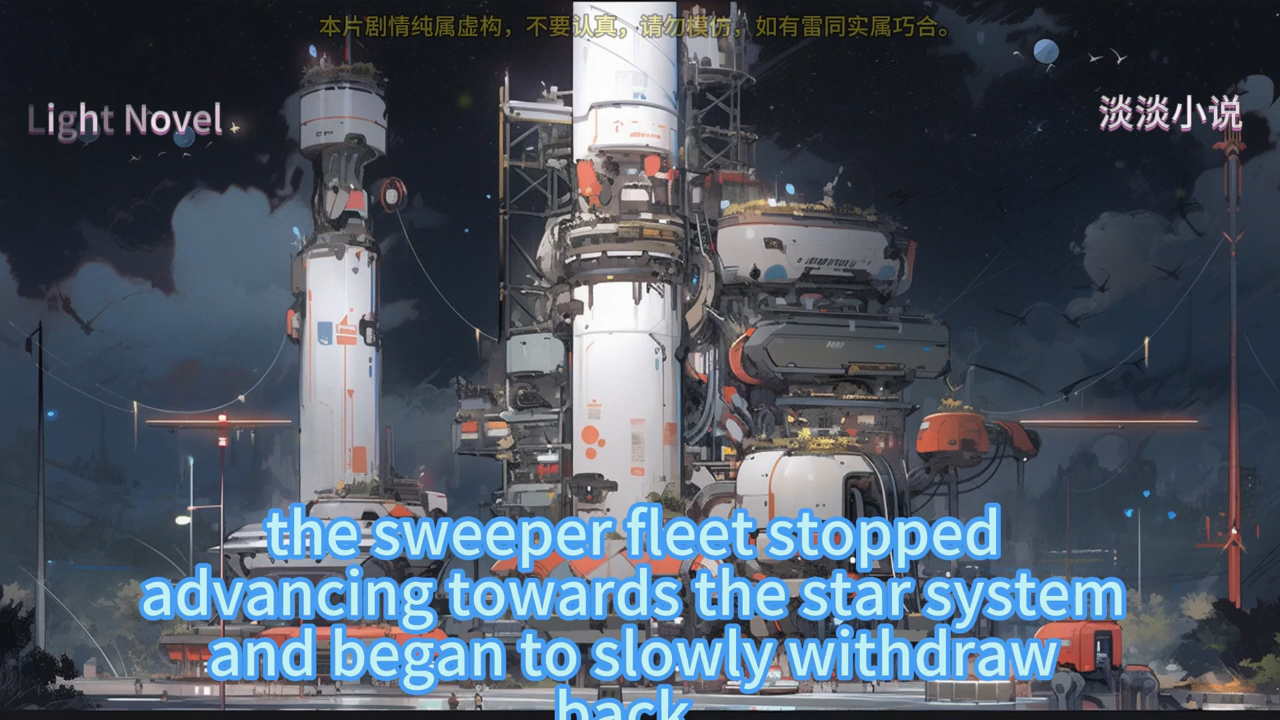 本片剧情纯属虚构，不要认真，请勿模仿，如有雷同实属巧合。
Light Novel
淡淡小说
the sweeper fleet stopped
advancing towards the star system
and began to slowly withdraw
back